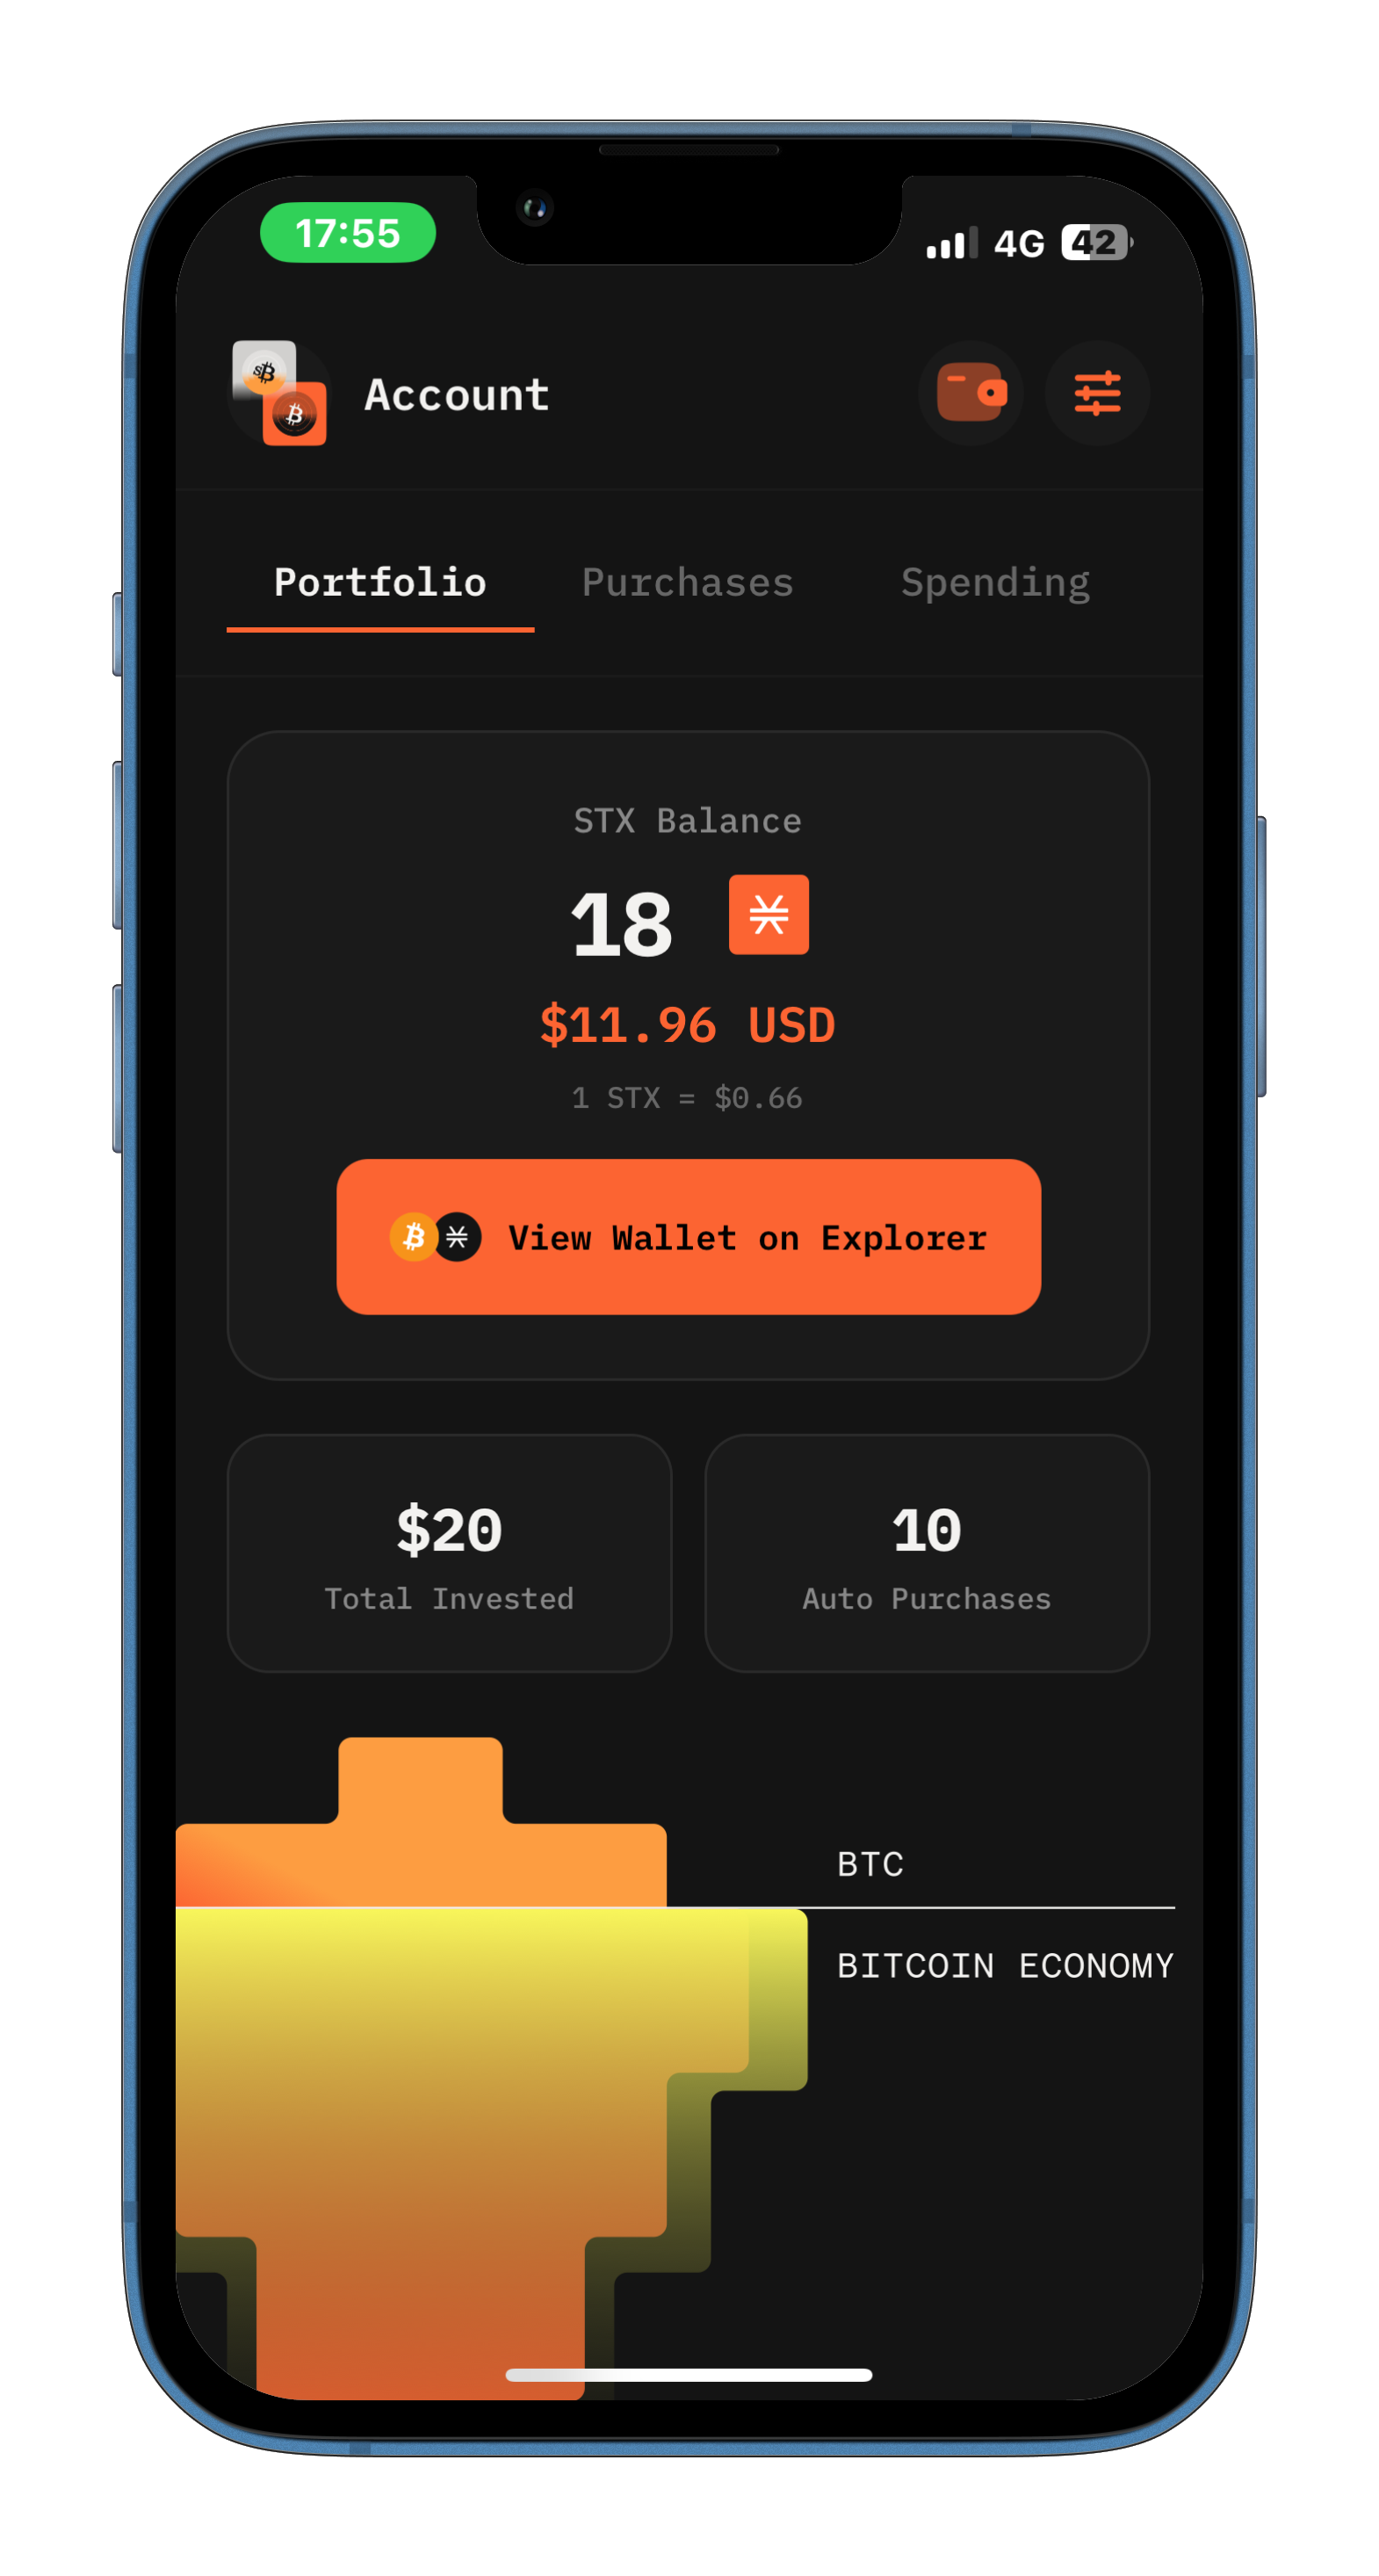 17:55 4G 42
Account
Portfolio Purchases Spending
STX Balance
18
$11.96 USD
1 STX = $0.66
View Wallet on Explorer
$20 10
Total Invested Auto Purchases
BTC
BITCOIN ECONOMY